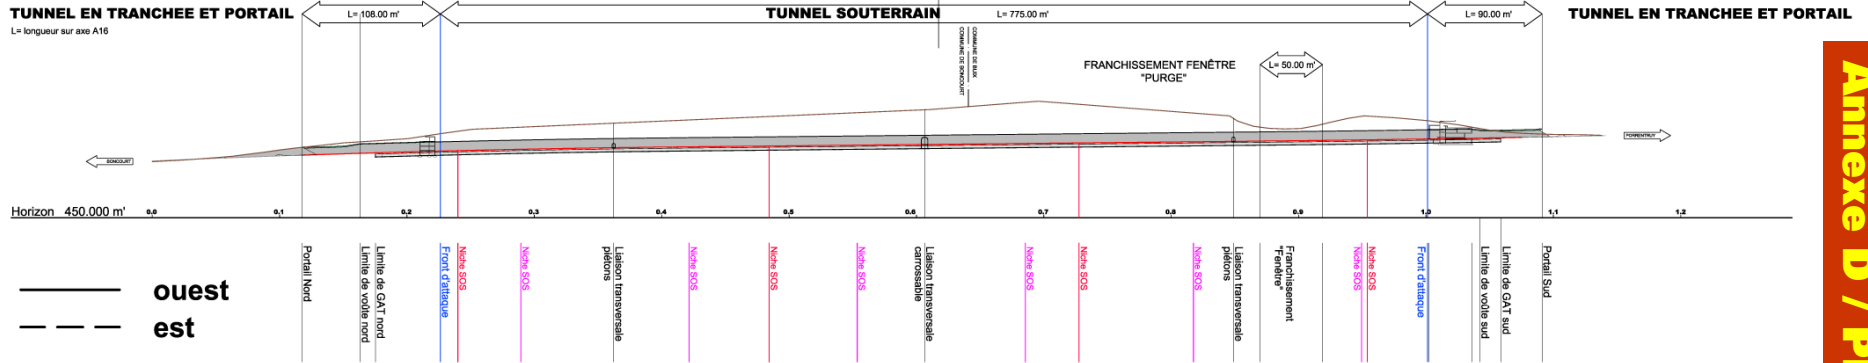 TUNNEL EN TRANCHEE ET PORTAIL
L= 108.00 m'
TUNNEL SOUTERRAIN
L= 775.00 m'
L= 90.00 m'
TUNNEL EN TRANCHEE ET PORTAIL
L= longueur sur axe A16
COMMUNE DE BUIX
COMMUNE DE BONCOURT
FRANCHISSEMENT FENÊTRE
"PURGE"
L= 50.00 m'
BONCOURT
PORRENTRUY
Horizon 450.000 m'
0.0
0.1
0.2
0.3
0.4
0.5
0.6
0.7
0.8
0.9
1.0
1.1
1.2
Portail Nord
Limite de voûte nord
Limite de GAT nord
Front d'attaque
Niche SOS
Niche SOS
Liaison transversale
piétons
Niche SOS
Niche SOS
Niche SOS
Liaison transversale
carrossable
Niche SOS
Niche SOS
Niche SOS
Liaison transversale
piétons
Franchissement
"Fenêtre"
Niche SOS
Niche SOS
Front d'attaque
Limite de voûte sud
Limite de GAT sud
Portail Sud
ouest
est
Annexe D / P